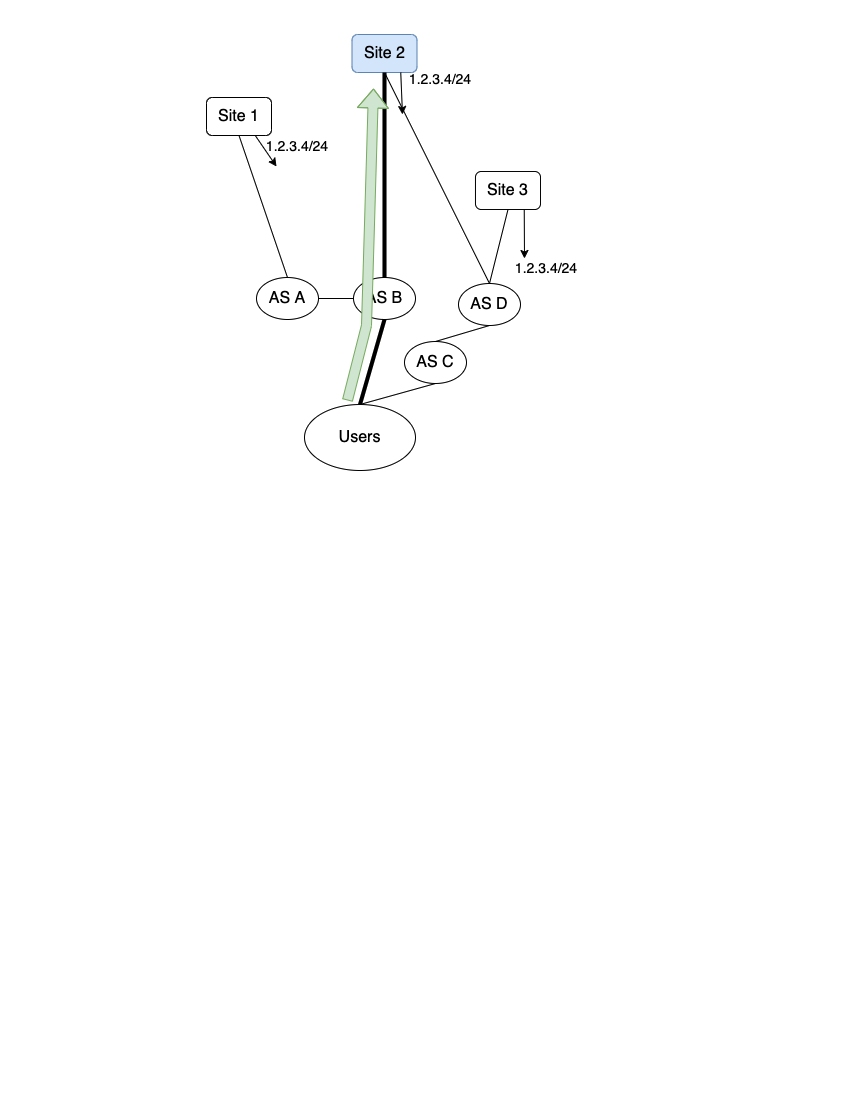 Site 2
1.2.3.4/24
Site 1
1.2.3.4/24
Site 3
1.2.3.4/24
AS A
AS B
AS D
AS C
Users